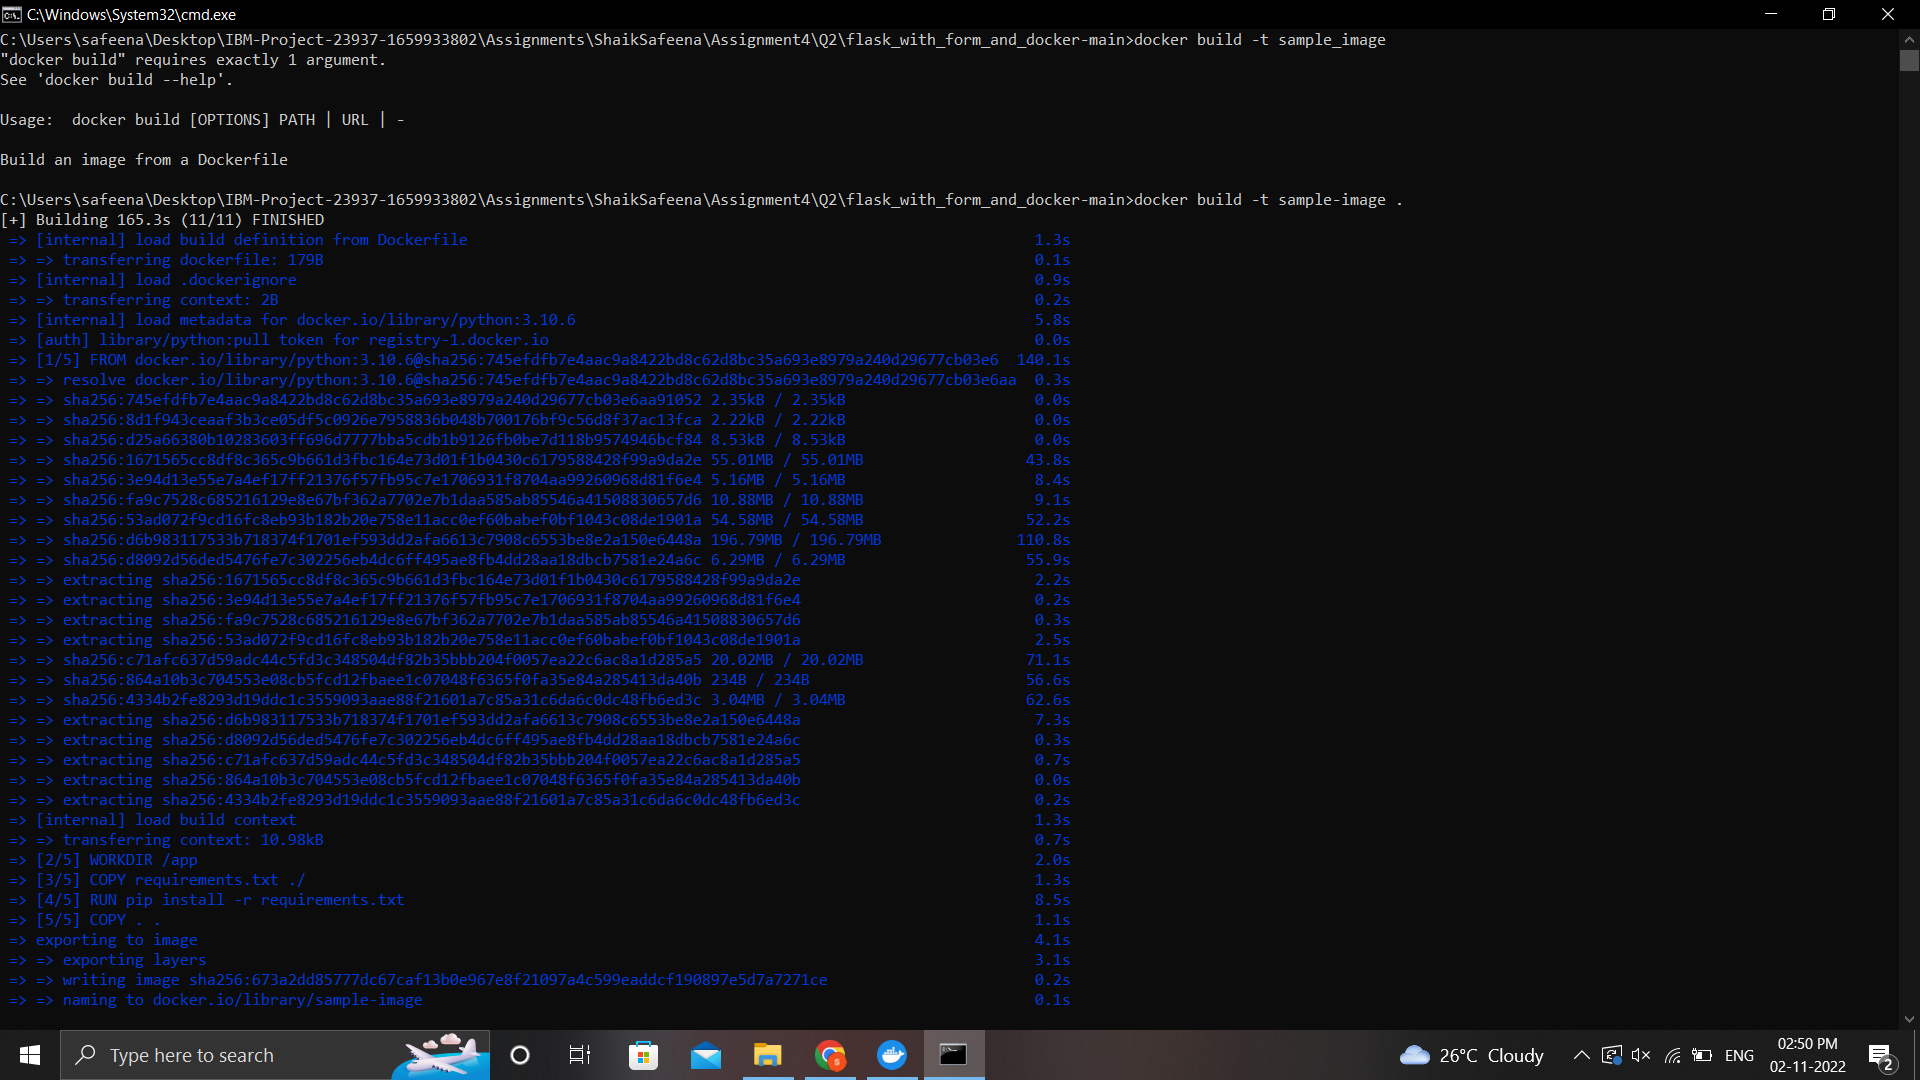 C:\Windows\System32\cmd.exe
C:\Users\safeena\Desktop\IBM-Project-23937-1659933802\Assignments\ShaikSafeena\Assignment4\Q2\flask_with_form_and_docker-main>docker build -t sample_image
"docker build" requires exactly 1 argument.
See 'docker build --help'.
Usage:  docker build [OPTIONS] PATH | URL | -
Build an image from a Dockerfile
C:\Users\safeena\Desktop\IBM-Project-23937-1659933802\Assignments\ShaikSafeena\Assignment4\Q2\flask_with_form_and_docker-main>docker build -t sample-image .
[+] Building 165.3s (11/11) FINISHED
=> [internal] load build definition from Dockerfile 1.3s
=> => transferring dockerfile: 179B 0.1s
=> [internal] load .dockerignore 0.9s
=> => transferring context: 2B 0.2s
=> [internal] load metadata for docker.io/library/python:3.10.6 5.8s
=> [auth] library/python:pull token for registry-1.docker.io 0.0s
=> [1/5] FROM docker.io/library/python:3.10.6@sha256:745efdfb7e4aac9a8422bd8c62d8bc35a693e8979a240d29677cb03e6 140.1s
=> => resolve docker.io/library/python:3.10.6@sha256:745efdfb7e4aac9a8422bd8c62d8bc35a693e8979a240d29677cb03e6aa 0.3s
=> => sha256:745efdfb7e4aac9a8422bd8c62d8bc35a693e8979a240d29677cb03e6aa91052 2.35kB / 2.35kB 0.0s
=> => sha256:8d1f943ceaaf3b3ce05df5c0926e7958836b048b700176bf9c56d8f37ac13fca 2.22kB / 2.22kB 0.0s
=> => sha256:d25a66380b10283603ff696d7777bba5cdb1b9126fb0be7d118b9574946bcf84 8.53kB / 8.53kB 0.0s
=> => sha256:1671565cc8df8c365c9b661d3fbc164e73d01f1b0430c6179588428f99a9da2e 55.01MB / 55.01MB 43.8s
=> => sha256:3e94d13e55e7a4ef17ff21376f57fb95c7e1706931f8704aa99260968d81f6e4 5.16MB / 5.16MB 8.4s
=> => sha256:fa9c7528c685216129e8e67bf362a7702e7b1daa585ab85546a41508830657d6 10.88MB / 10.88MB 9.1s
=> => sha256:53ad072f9cd16fc8eb93b182b20e758e11acc0ef60babef0bf1043c08de1901a 54.58MB / 54.58MB 52.2s
=> => sha256:d6b983117533b718374f1701ef593dd2afa6613c7908c6553be8e2a150e6448a 196.79MB / 196.79MB 110.8s
=> => sha256:d8092d56ded5476fe7c302256eb4dc6ff495ae8fb4dd28aa18dbcb7581e24a6c 6.29MB / 6.29MB 55.9s
=> => extracting sha256:1671565cc8df8c365c9b661d3fbc164e73d01f1b0430c6179588428f99a9da2e 2.2s
=> => extracting sha256:3e94d13e55e7a4ef17ff21376f57fb95c7e1706931f8704aa99260968d81f6e4 0.2s
=> => extracting sha256:fa9c7528c685216129e8e67bf362a7702e7b1daa585ab85546a41508830657d6 0.3s
=> => extracting sha256:53ad072f9cd16fc8eb93b182b20e758e11acc0ef60babef0bf1043c08de1901a 2.5s
=> => sha256:c71afc637d59adc44c5fd3c348504df82b35bbb204f0057ea22c6ac8a1d285a5 20.02MB / 20.02MB 71.1s
=> => sha256:864a10b3c704553e08cb5fcd12fbaee1c07048f6365f0fa35e84a285413da40b 234B / 234B 56.6s
=> => sha256:4334b2fe8293d19ddc1c3559093aae88f21601a7c85a31c6da6c0dc48fb6ed3c 3.04MB / 3.04MB 62.6s
=> => extracting sha256:d6b983117533b718374f1701ef593dd2afa6613c7908c6553be8e2a150e6448a 7.3s
=> => extracting sha256:d8092d56ded5476fe7c302256eb4dc6ff495ae8fb4dd28aa18dbcb7581e24a6c 0.3s
=> => extracting sha256:c71afc637d59adc44c5fd3c348504df82b35bbb204f0057ea22c6ac8a1d285a5 0.7s
=> => extracting sha256:864a10b3c704553e08cb5fcd12fbaee1c07048f6365f0fa35e84a285413da40b 0.0s
=> => extracting sha256:4334b2fe8293d19ddc1c3559093aae88f21601a7c85a31c6da6c0dc48fb6ed3c 0.2s
=> [internal] load build context 1.3s
=> => transferring context: 10.98kB 0.7s
=> [2/5] WORKDIR /app 2.0s
=> [3/5] COPY requirements.txt ./ 1.3s
=> [4/5] RUN pip install -r requirements.txt 8.5s
=> [5/5] COPY . . 1.1s
=> exporting to image 4.1s
=> => exporting layers 3.1s
=> => writing image sha256:673a2dd85777dc67caf13b0e967e8f21097a4c599eaddcf190897e5d7a7271ce 0.2s
=> => naming to docker.io/library/sample-image 0.1s
Type here to search
26°C Cloudy
ENG
02:50 PM
02-11-2022
2